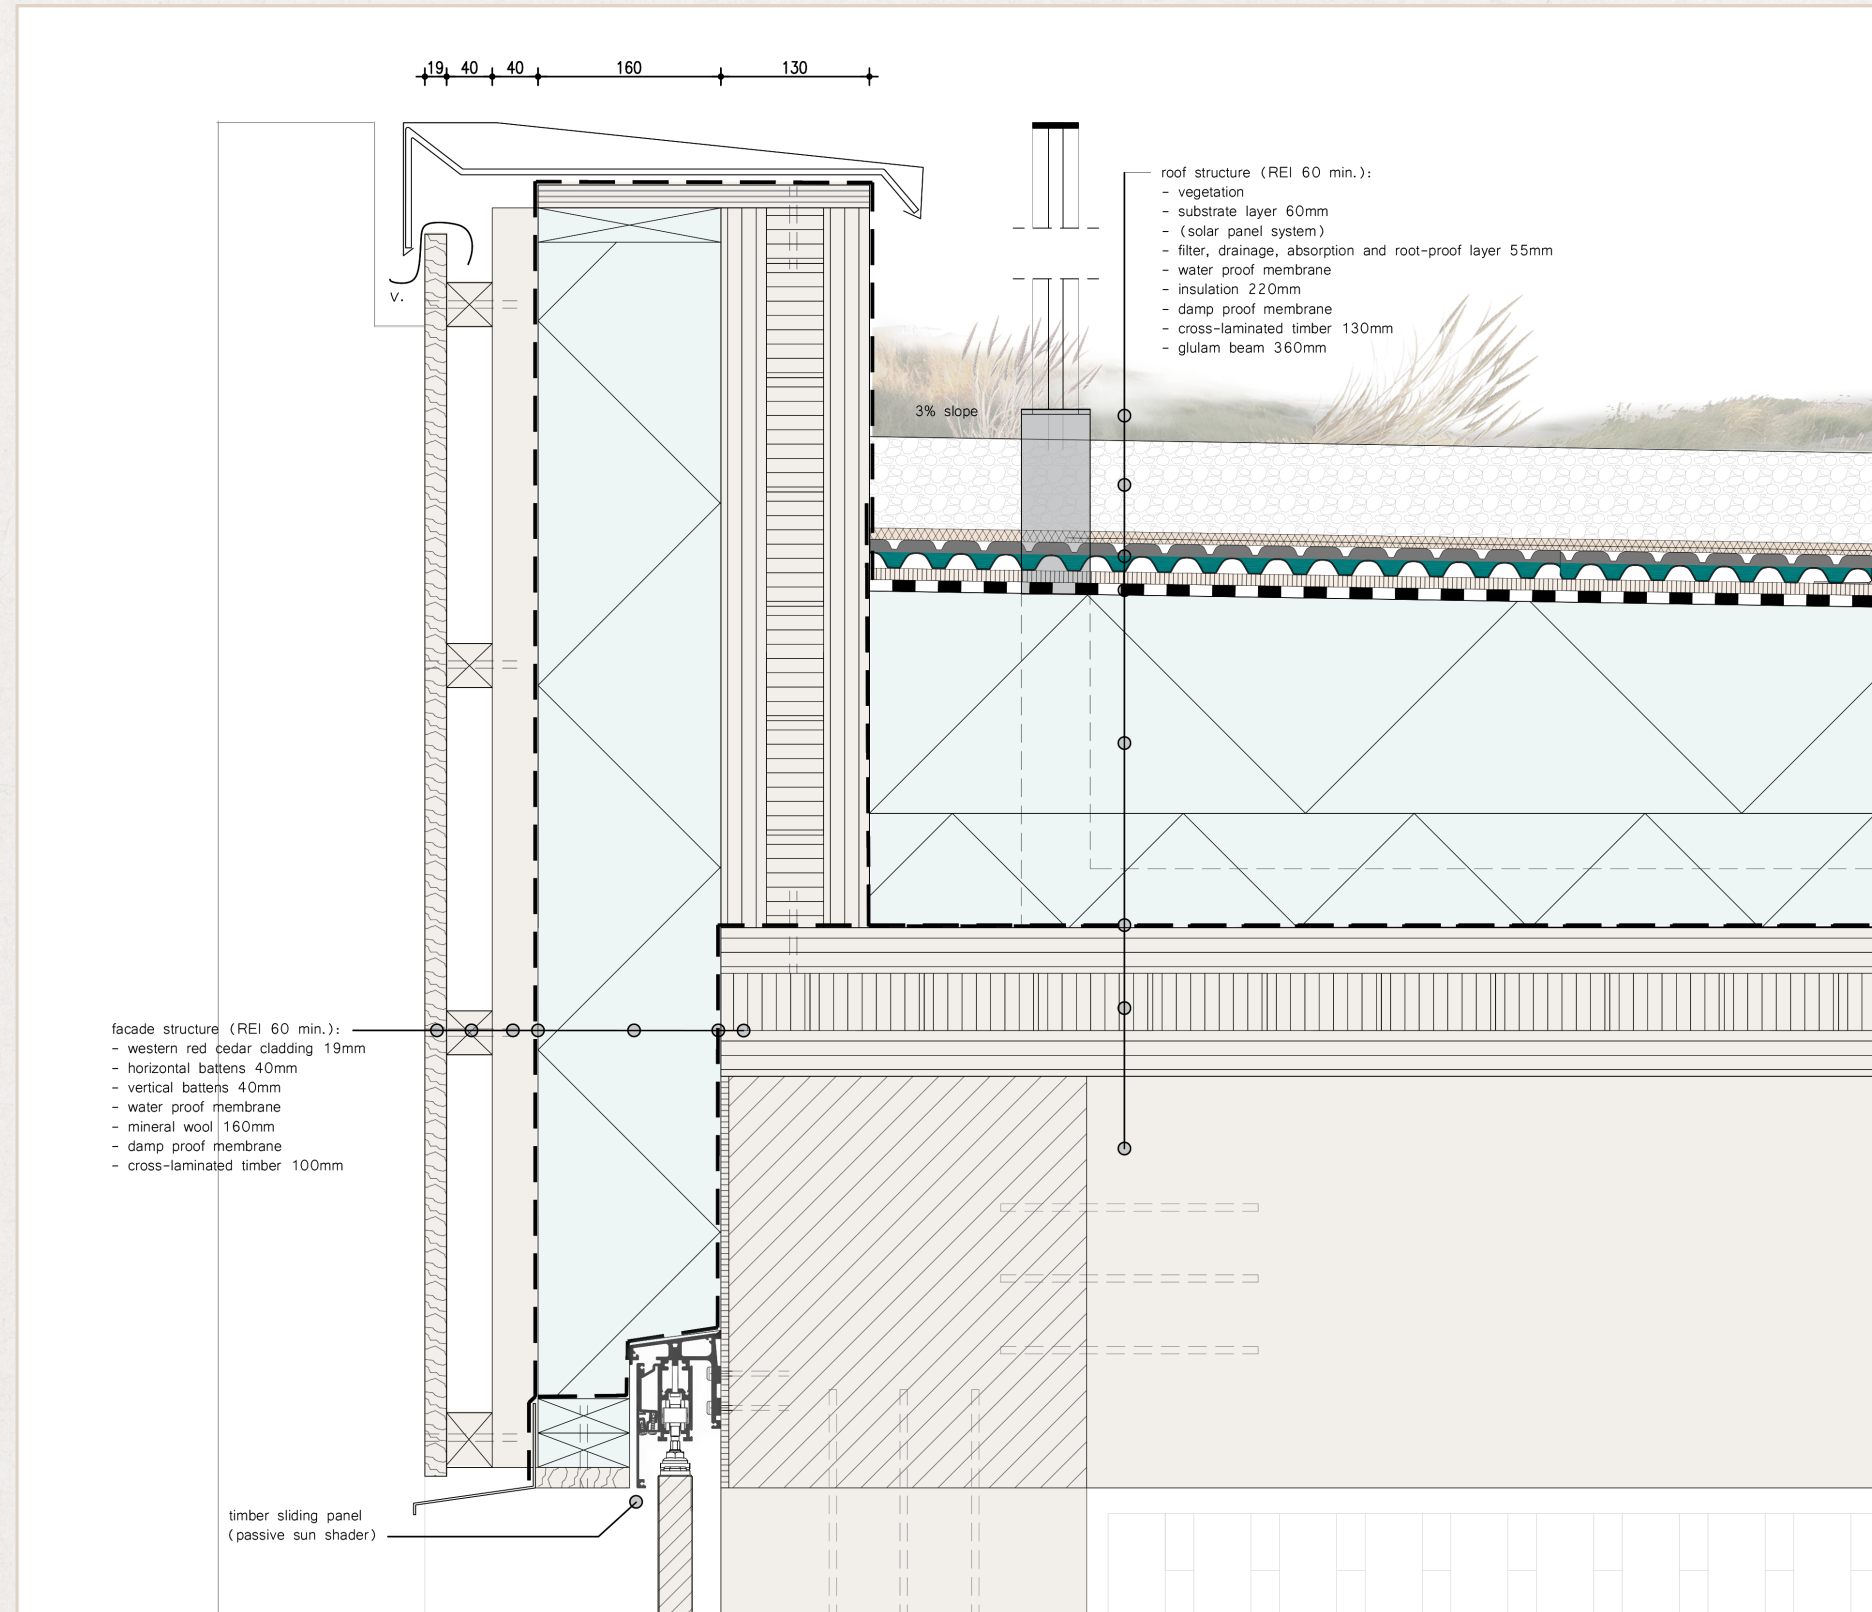 19 40 40 160 130
roof structure (REI 60 min.):
- vegetation
- substrate layer 60mm
- (solar panel system)
- filter, drainage, absorption and root-proof layer 55mm
- water proof membrane
- insulation 220mm
- damp proof membrane
- cross-laminated timber 130mm
- glulam beam 360mm
v.
3% slope
facade structure (REI 60 min.):
- western red cedar cladding 19mm
- horizontal battens 40mm
- vertical battens 40mm
- water proof membrane
- mineral wool 160mm
- damp proof membrane
- cross-laminated timber 100mm
timber sliding panel
(passive sun shader)